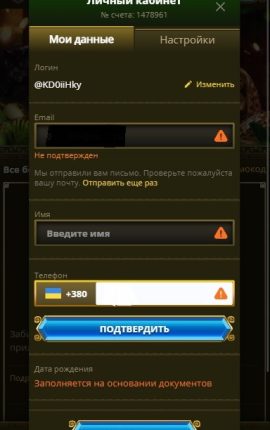 Личный кабинет
№ счета: 1478961
Мои данные
Настройки
Логин
@KD0iiHky
Изменить
Email
Не подтвержден
Мы отправили вам письмо. Проверьте пожалуйста
вашу почту. Отправить еще раз
Имя
Введите имя
Телефон
+380
ПОДТВЕРДИТЬ
Дата рождения
Заполняется на основании документов
Все б